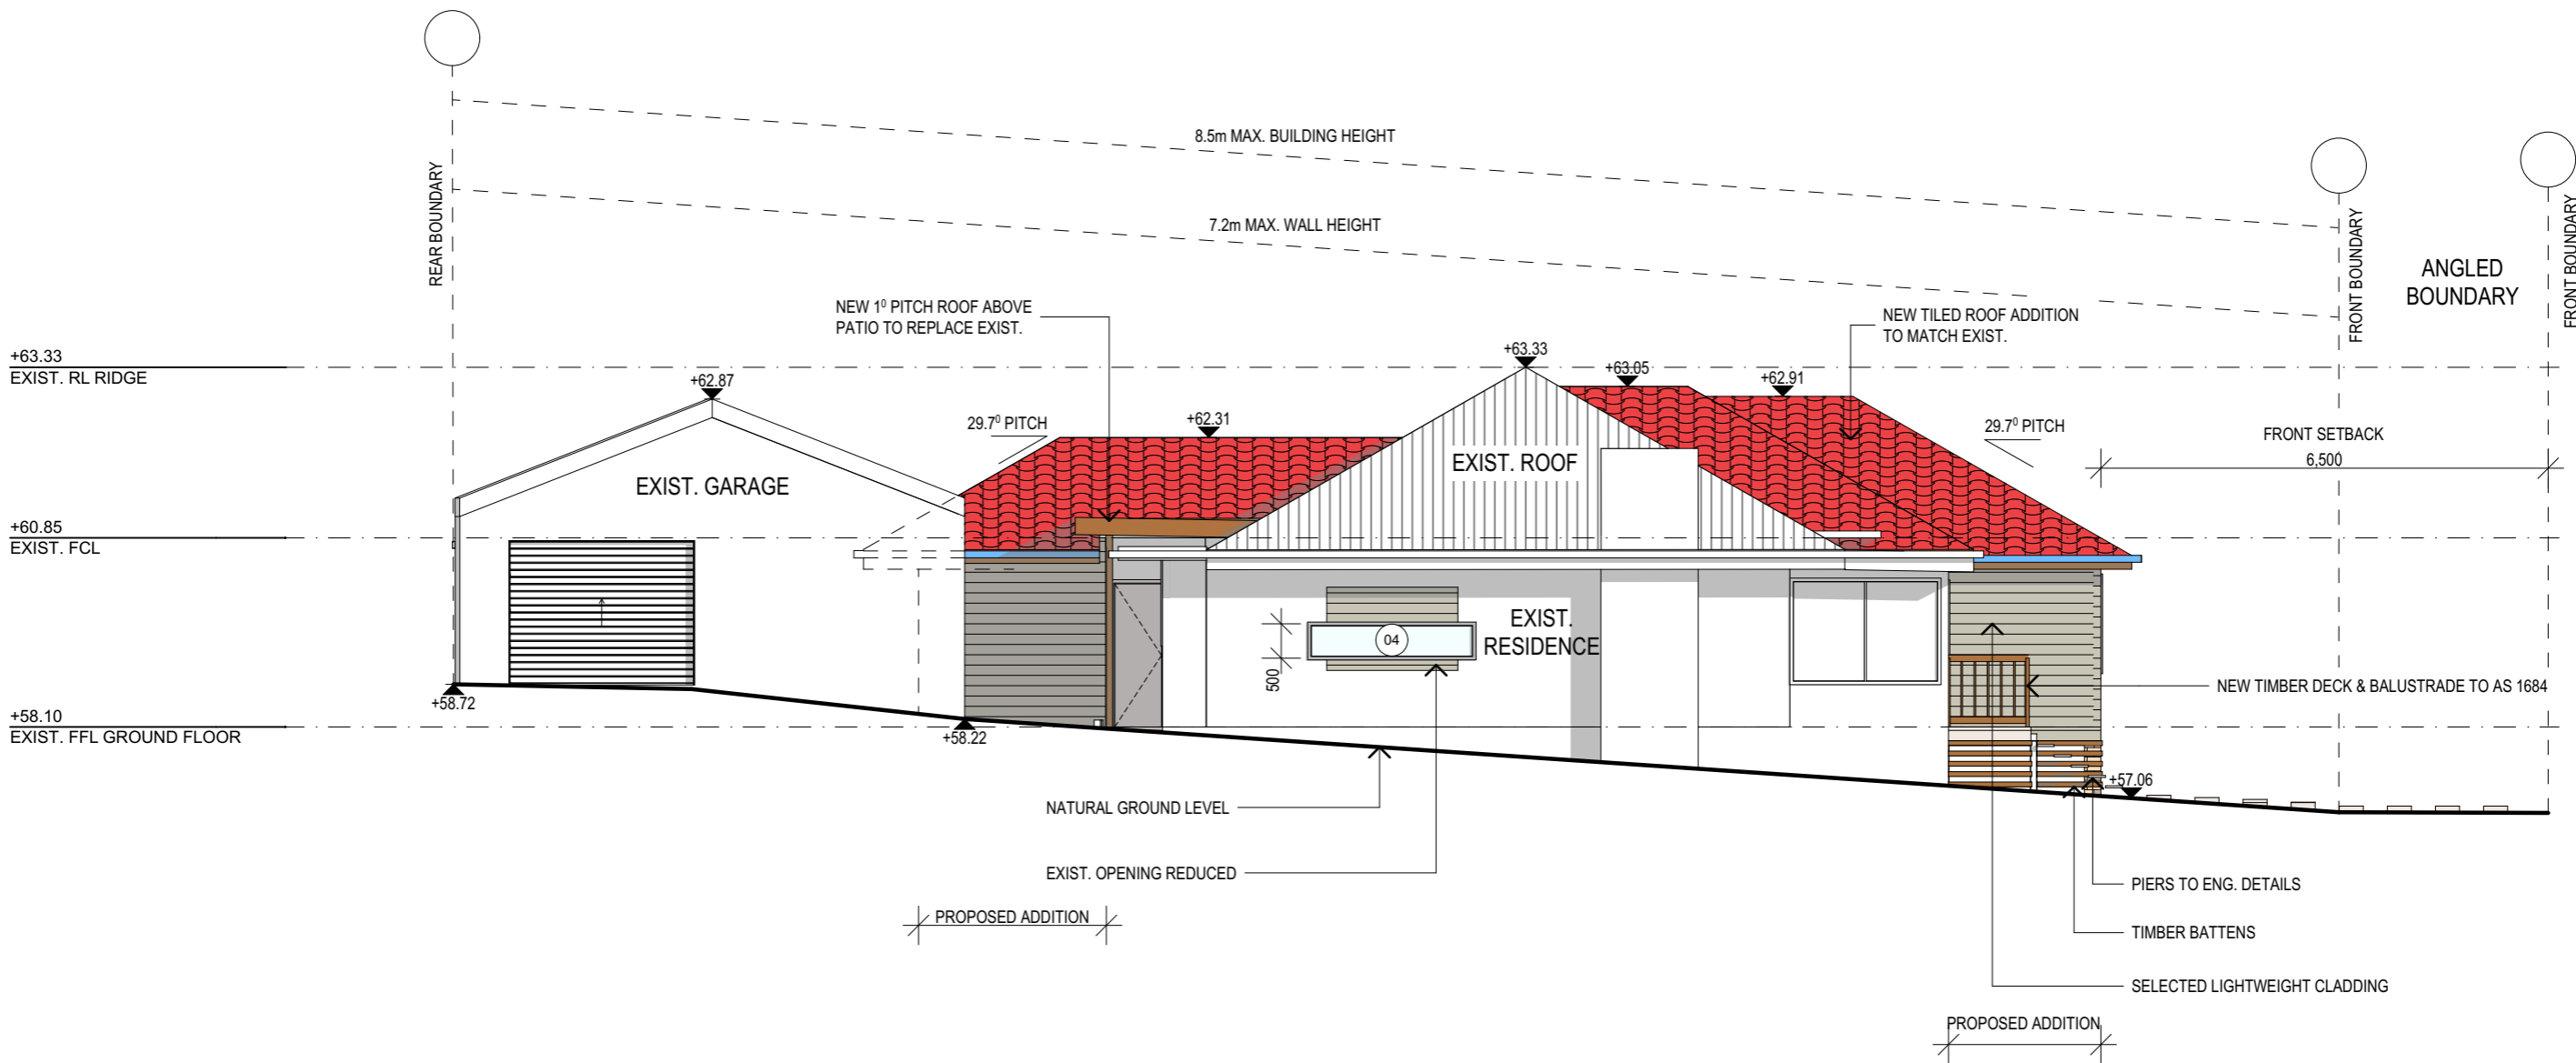 8.5m MAX. BUILDING HEIGHT
REAR BOUNDARY
7.2m MAX. WALL HEIGHT
FRONT BOUNDARY
FRONT BOUNDARY
ANGLED
BOUNDARY
NEW 1⁰ PITCH ROOF ABOVE
PATIO TO REPLACE EXIST.
NEW TILED ROOF ADDITION
TO MATCH EXIST.
+63.33
EXIST. RL RIDGE
+63.33
+63.05
+62.91
+62.87
+62.31
29.7⁰ PITCH
29.7⁰ PITCH
FRONT SETBACK
6,500
EXIST. ROOF
EXIST. GARAGE
+60.85
EXIST. FCL
EXIST.
RESIDENCE
04
500
NEW TIMBER DECK & BALUSTRADE TO AS 1684
+58.72
+58.10
EXIST. FFL GROUND FLOOR
+58.22
+57.06
NATURAL GROUND LEVEL
EXIST. OPENING REDUCED
PIERS TO ENG. DETAILS
PROPOSED ADDITION
TIMBER BATTENS
SELECTED LIGHTWEIGHT CLADDING
PROPOSED ADDITION